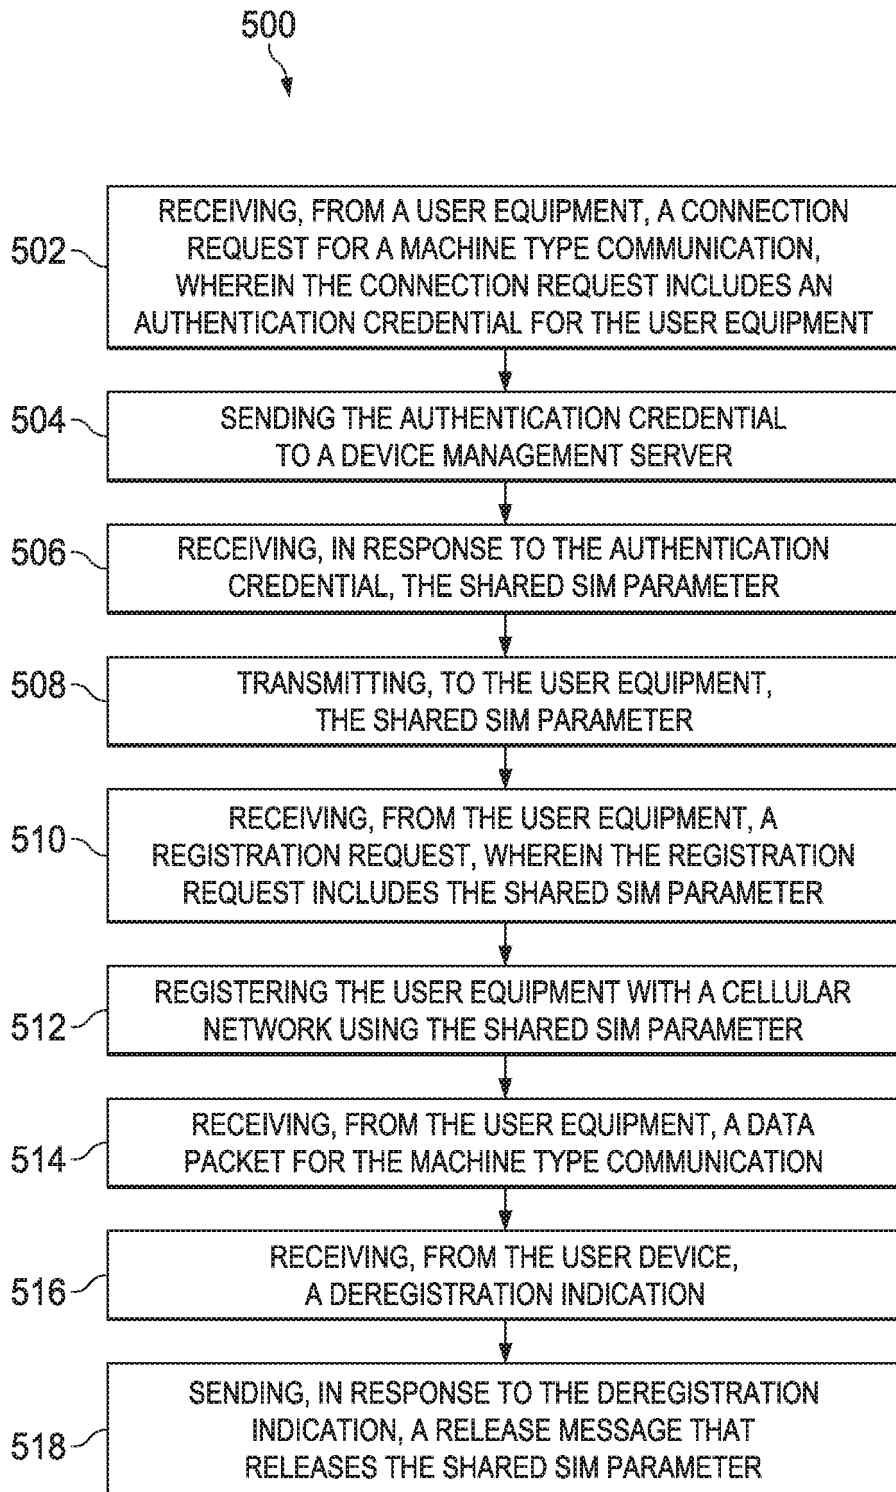 500
502
RECEIVING, FROM A USER EQUIPMENT, A CONNECTION
REQUEST FOR A MACHINE TYPE COMMUNICATION,
WHEREIN THE CONNECTION REQUEST INCLUDES AN
AUTHENTICATION CREDENTIAL FOR THE USER EQUIPMENT
504
SENDING THE AUTHENTICATION CREDENTIAL
TO A DEVICE MANAGEMENT SERVER
506
RECEIVING, IN RESPONSE TO THE AUTHENTICATION
CREDENTIAL, THE SHARED SIM PARAMETER
508
TRANSMITTING, TO THE USER EQUIPMENT,
THE SHARED SIM PARAMETER
510
RECEIVING, FROM THE USER EQUIPMENT, A
REGISTRATION REQUEST, WHEREIN THE REGISTRATION
REQUEST INCLUDES THE SHARED SIM PARAMETER
512
REGISTERING THE USER EQUIPMENT WITH A CELLULAR
NETWORK USING THE SHARED SIM PARAMETER
514
RECEIVING, FROM THE USER EQUIPMENT, A DATA
PACKET FOR THE MACHINE TYPE COMMUNICATION
516
RECEIVING, FROM THE USER DEVICE,
A DEREGISTRATION INDICATION
518
SENDING, IN RESPONSE TO THE DEREGISTRATION
INDICATION, A RELEASE MESSAGE THAT
RELEASES THE SHARED SIM PARAMETER